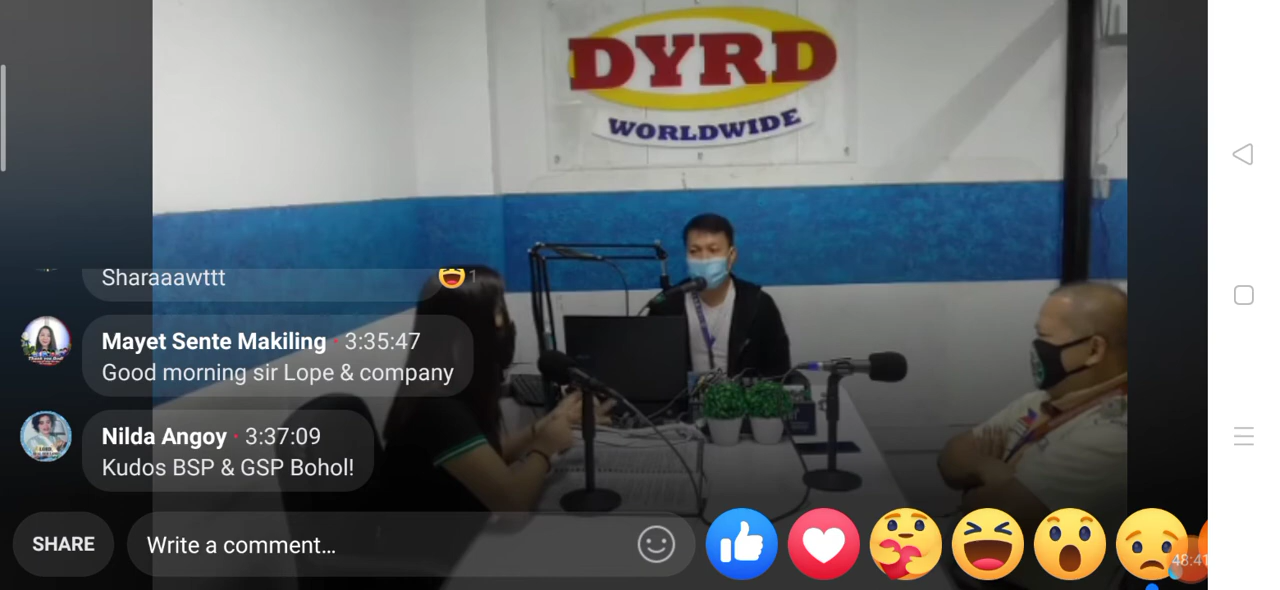 DYRD
WORLDWIDE
Sharaaawttt
1
Mayet Sente Makiling · 3:35:47
Good morning sir Lope & company
Nilda Angoy · 3:37:09
Kudos BSP & GSP Bohol!
SHARE
Write a comment...
48:41